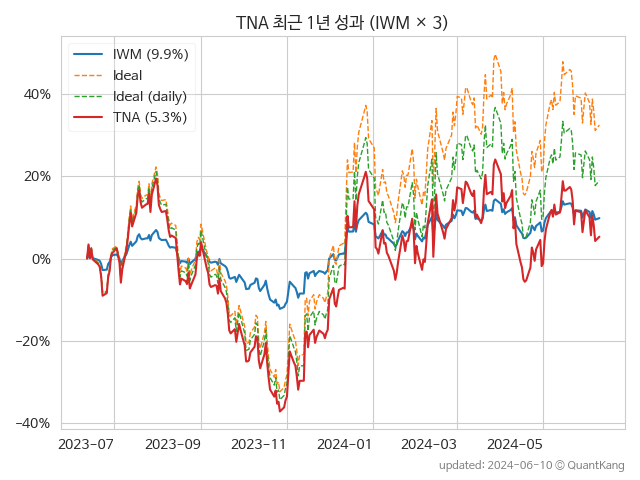 TNA 최근 1년 성과 (IWM × 3)
IWM (9.9%)
Ideal
Ideal (daily)
TNA (5.3%)
40%
20%
0%
−20%
−40%
2023-07
2023-09
2023-11
2024-01
2024-03
2024-05
updated: 2024-06-10 © QuantKang